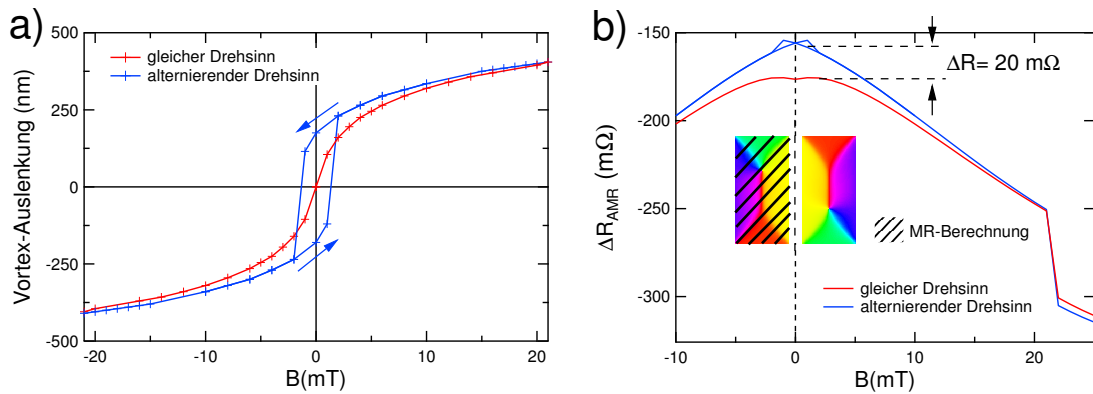 a)
500
250
0
-250
-500
Vortex-Auslenkung (nm)
gleicher Drehsinn
alternierender Drehsinn
-20
-10
0
10
20
B(mT)
b)
-150
-200
-250
-300
ΔR_AMR (mΩ)
ΔR= 20 mΩ
MR-Berechnung
gleicher Drehsinn
alternierender Drehsinn
-10
0
10
20
B(mT)